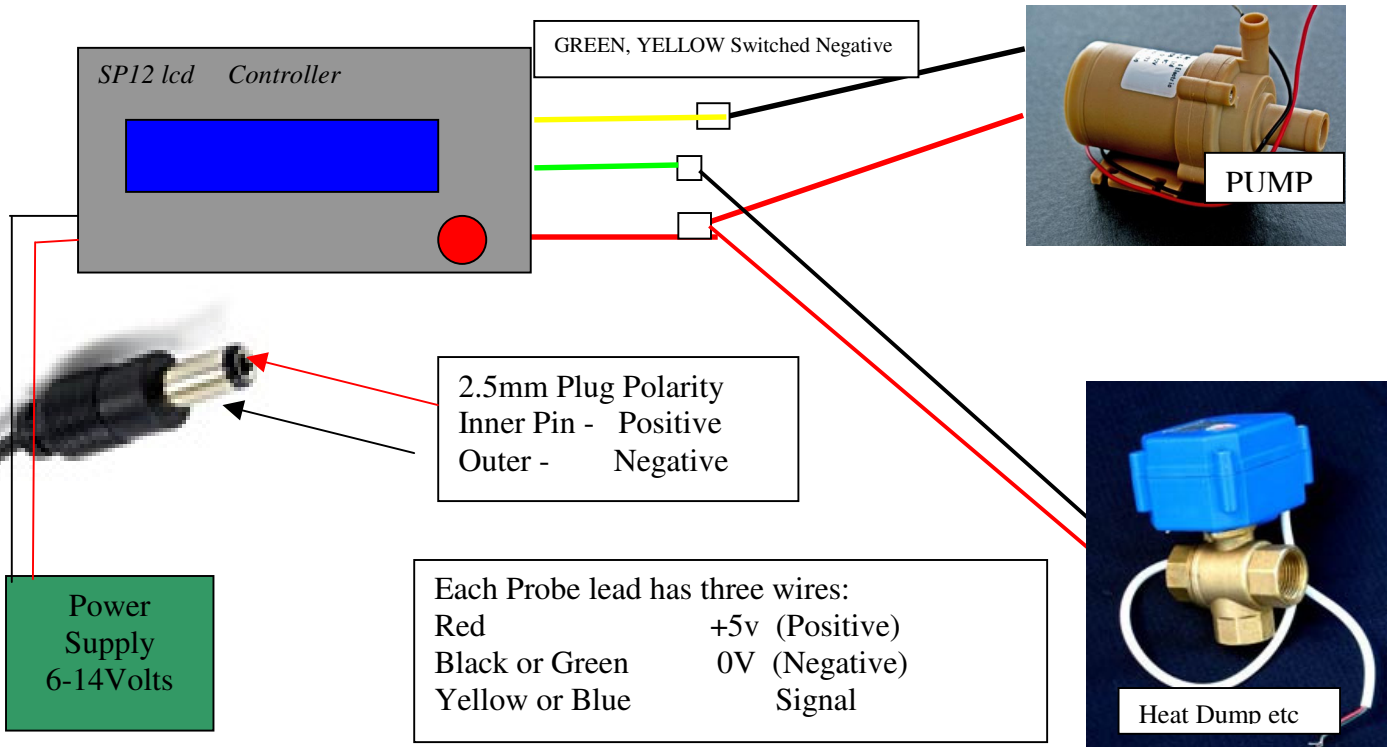 GREEN, YELLOW Switched Negative
SP12 lcd Controller
PUMP
2.5mm Plug Polarity
Inner Pin - Positive
Outer - Negative
Power
Supply
6-14Volts
Each Probe lead has three wires:
Red +5v (Positive)
Black or Green 0V (Negative)
Yellow or Blue Signal
Heat Dump etc